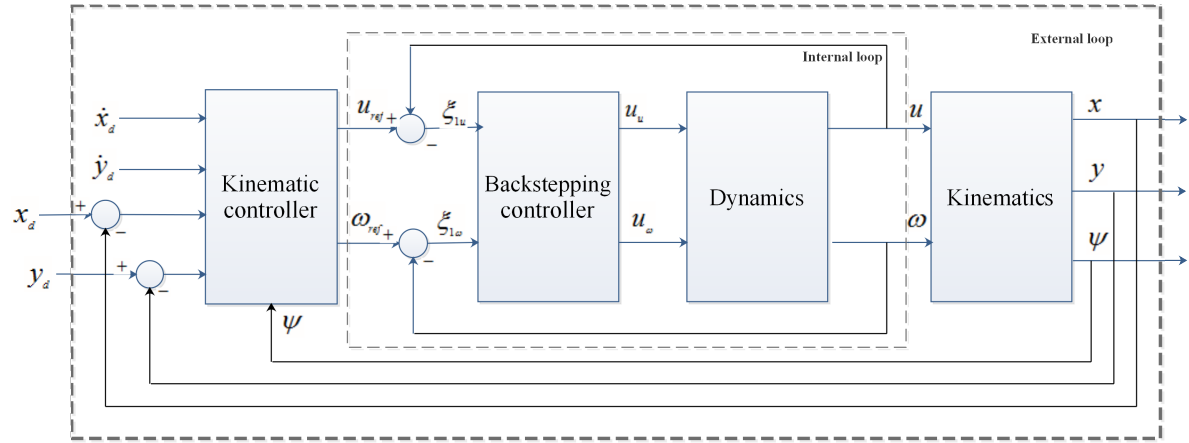 External loop
Internal loop
ẋ_d
ẏ_d
x_d
+
−
y_d
+
−
Kinematic
controller
ψ
u_ref
+
−
ξ_1u
ω_ref
+
−
ξ_1ω
Backstepping
controller
u_u
u_ω
Dynamics
u
ω
Kinematics
x
y
ψ